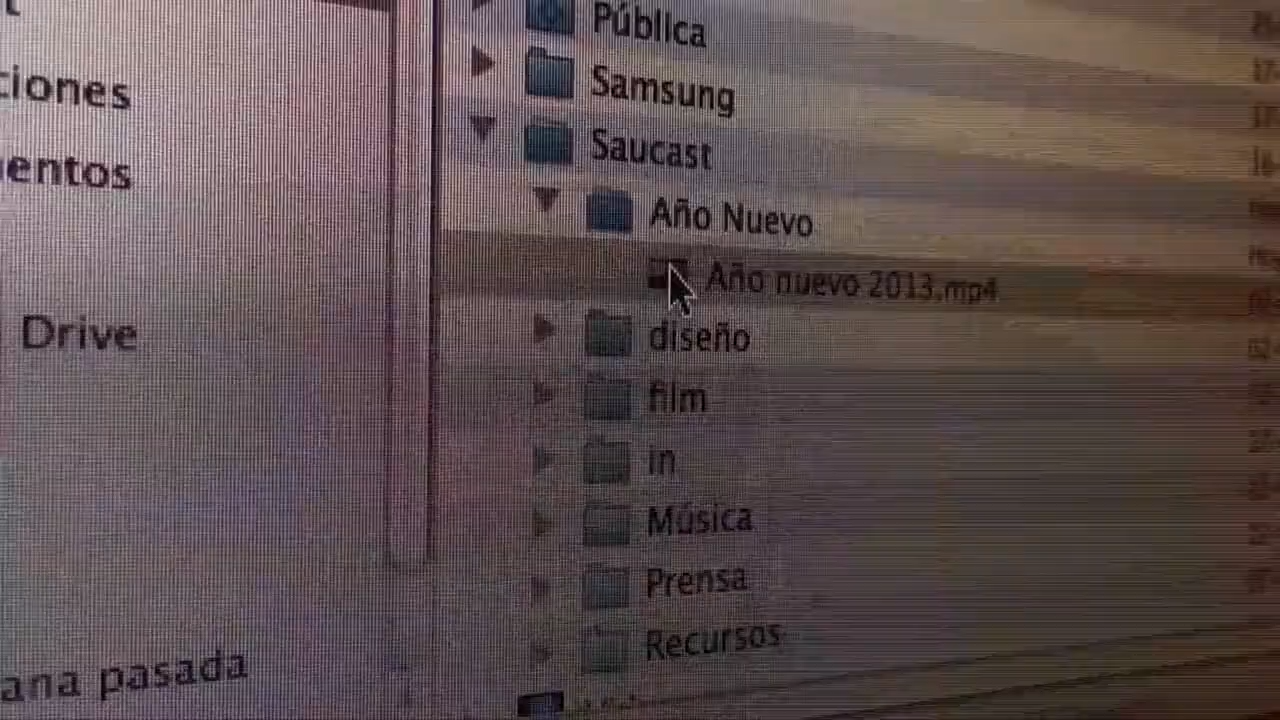 Pública
ciones
Samsung
Saucast
entos
Año Nuevo
Año nuevo 2013.mp4
Drive
diseño
film
in
Música
Prensa
Recursos
ana pasada